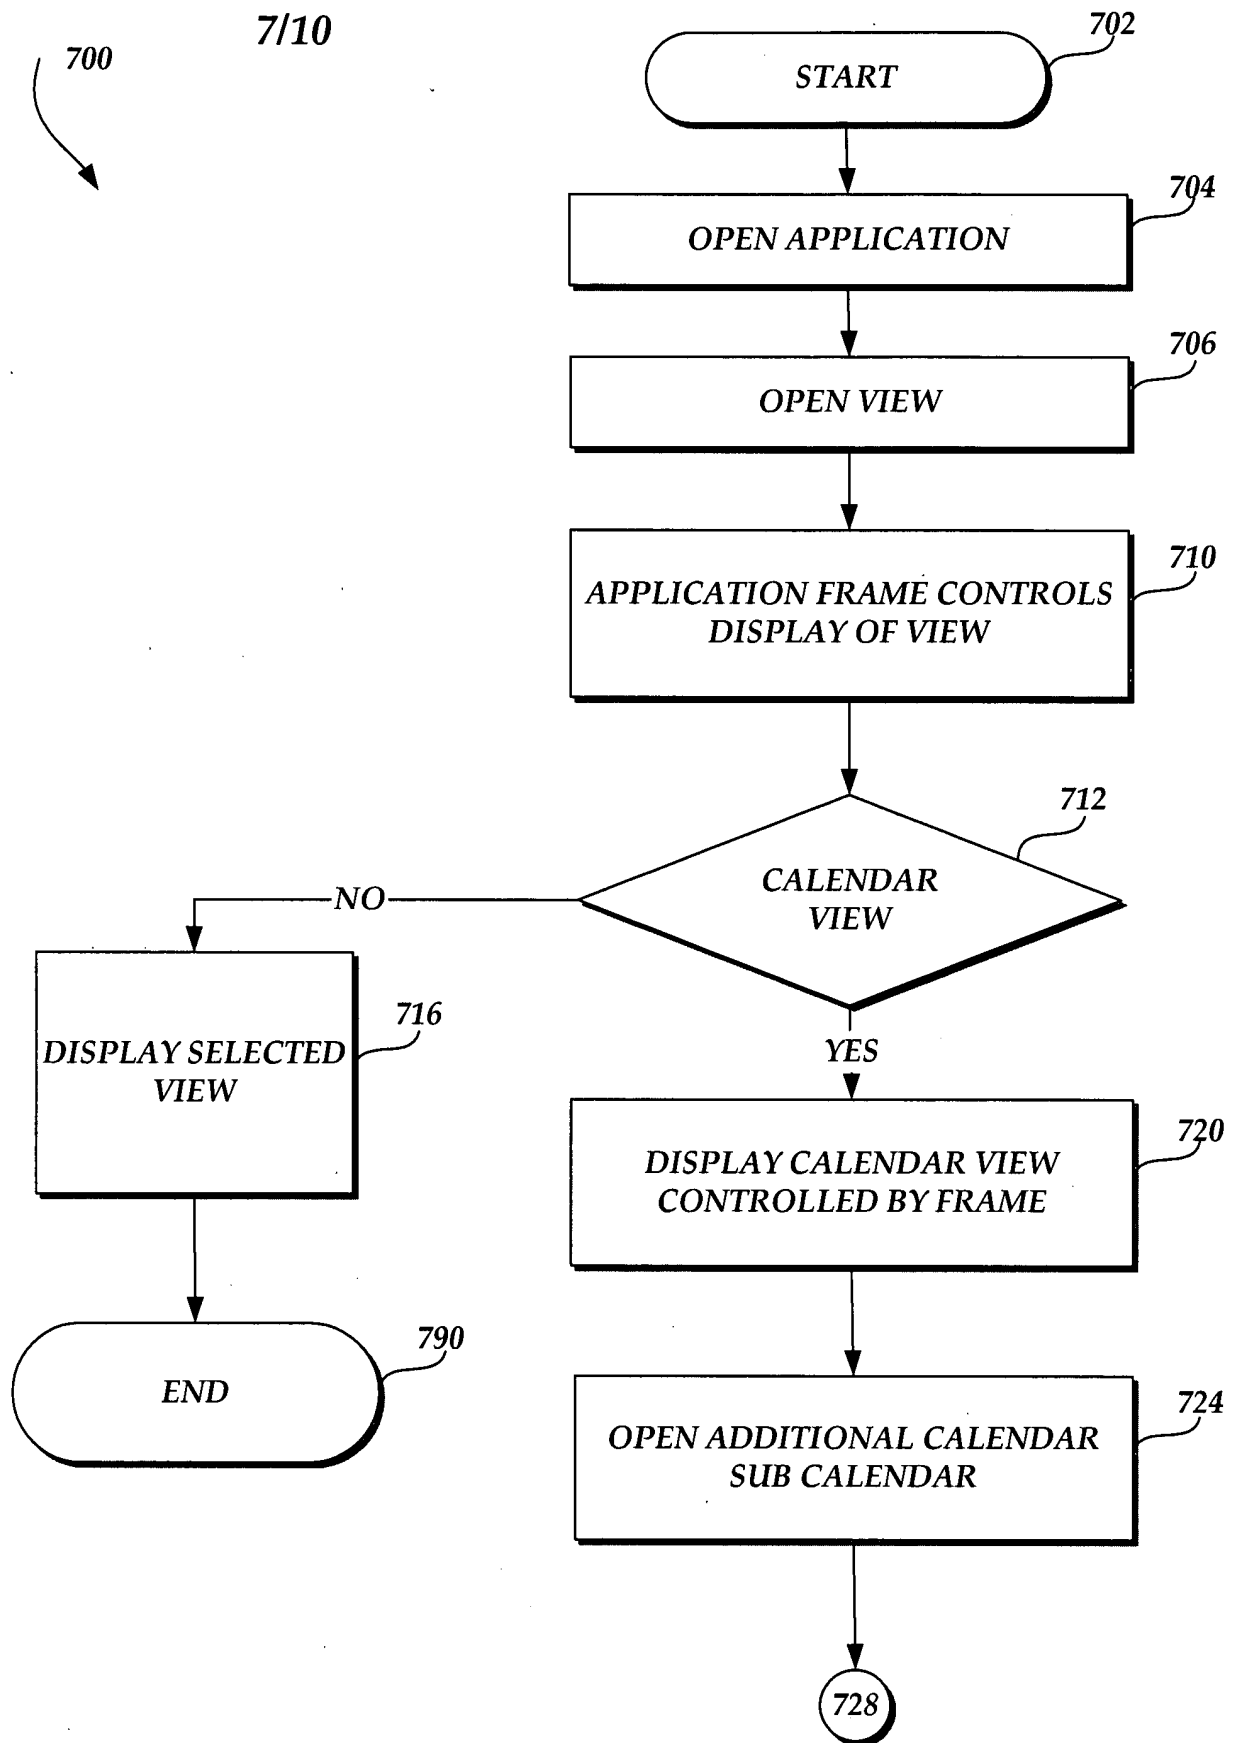 7/10
700
702
START
704
OPEN APPLICATION
706
OPEN VIEW
710
APPLICATION FRAME CONTROLS
DISPLAY OF VIEW
712
CALENDAR
VIEW
NO
YES
716
DISPLAY SELECTED
VIEW
720
DISPLAY CALENDAR VIEW
CONTROLLED BY FRAME
790
END
724
OPEN ADDITIONAL CALENDAR
SUB CALENDAR
728